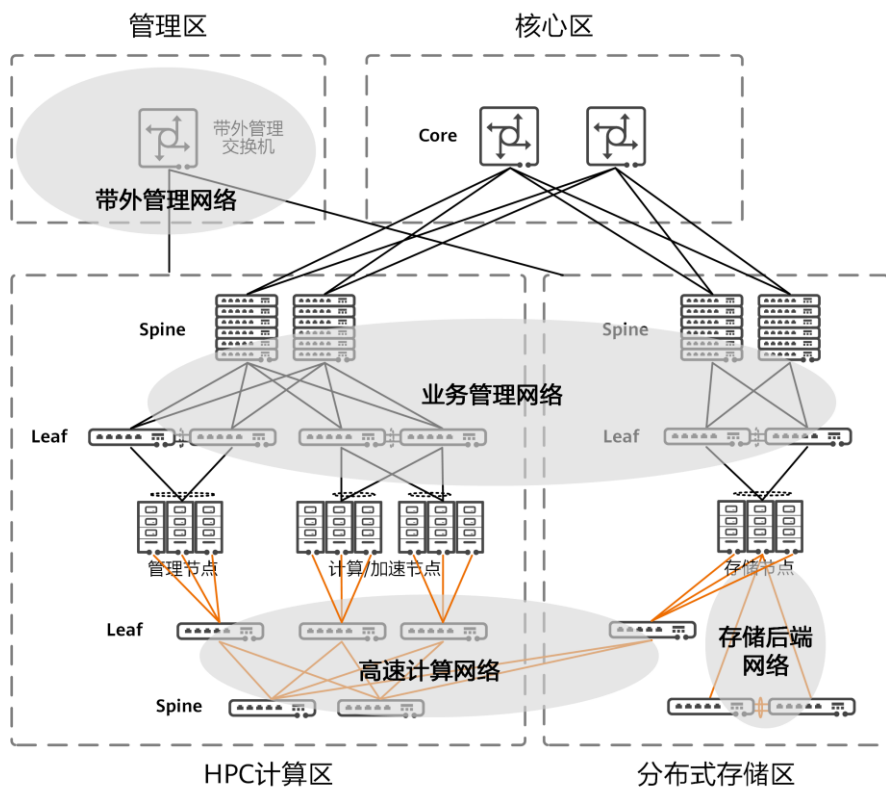 管理区
核心区
带外管理
交换机
Core
带外管理网络
Spine
Spine
业务管理网络
Leaf
Leaf
管理节点
计算/加速节点
存储节点
Leaf
存储后端
网络
高速计算网络
Spine
HPC计算区
分布式存储区